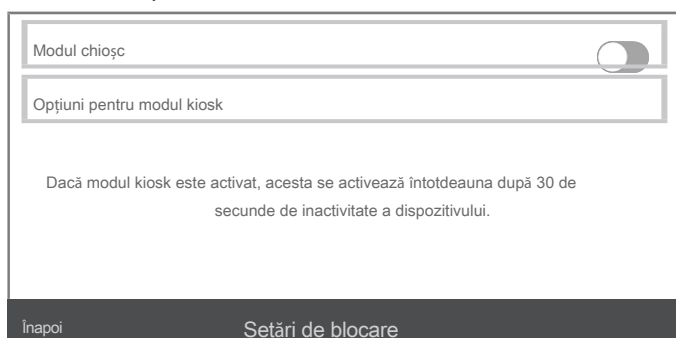 Modul chioșc
Opțiuni pentru modul kiosk
Dacă modul kiosk este activat, acesta se activează întotdeauna după 30 de
secunde de inactivitate a dispozitivului.
Înapoi Setări de blocare